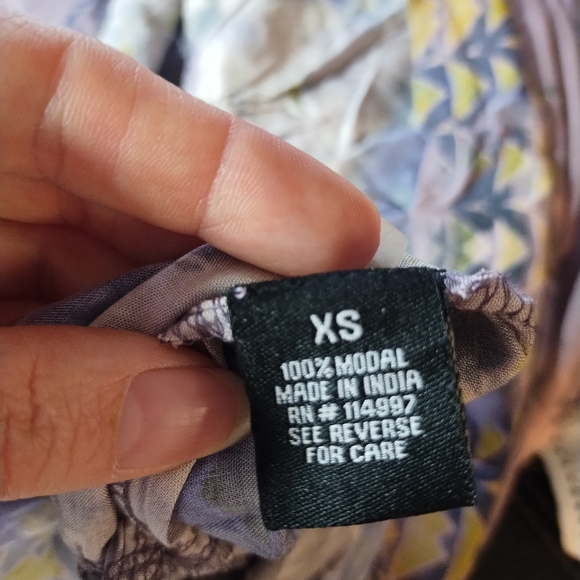 XS
100% MODAL
MADE IN INDIA
RN # 114997
SEE REVERSE
FOR CARE